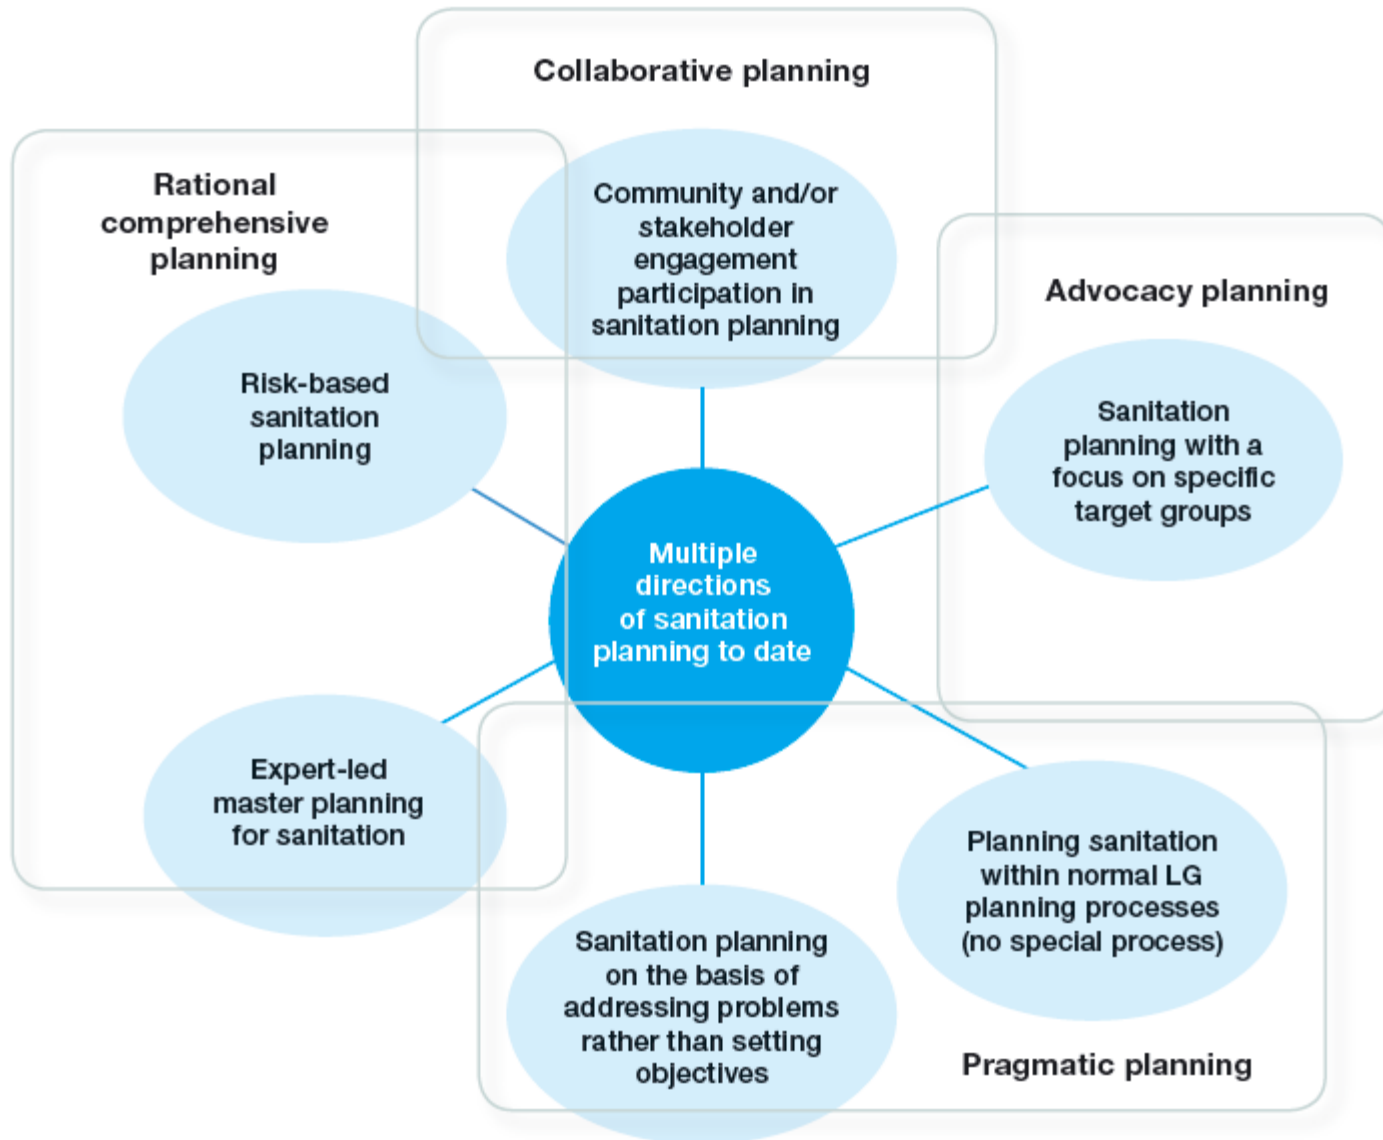 Collaborative planning
Community and/or
stakeholder
engagement
participation in
sanitation planning
Rational
comprehensive
planning
Risk-based
sanitation
planning
Advocacy planning
Sanitation
planning with a
focus on specific
target groups
Multiple
directions
of sanitation
planning to date
Expert-led
master planning
for sanitation
Sanitation planning
on the basis of
addressing problems
rather than setting
objectives
Planning sanitation
within normal LG
planning processes
(no special process)
Pragmatic planning